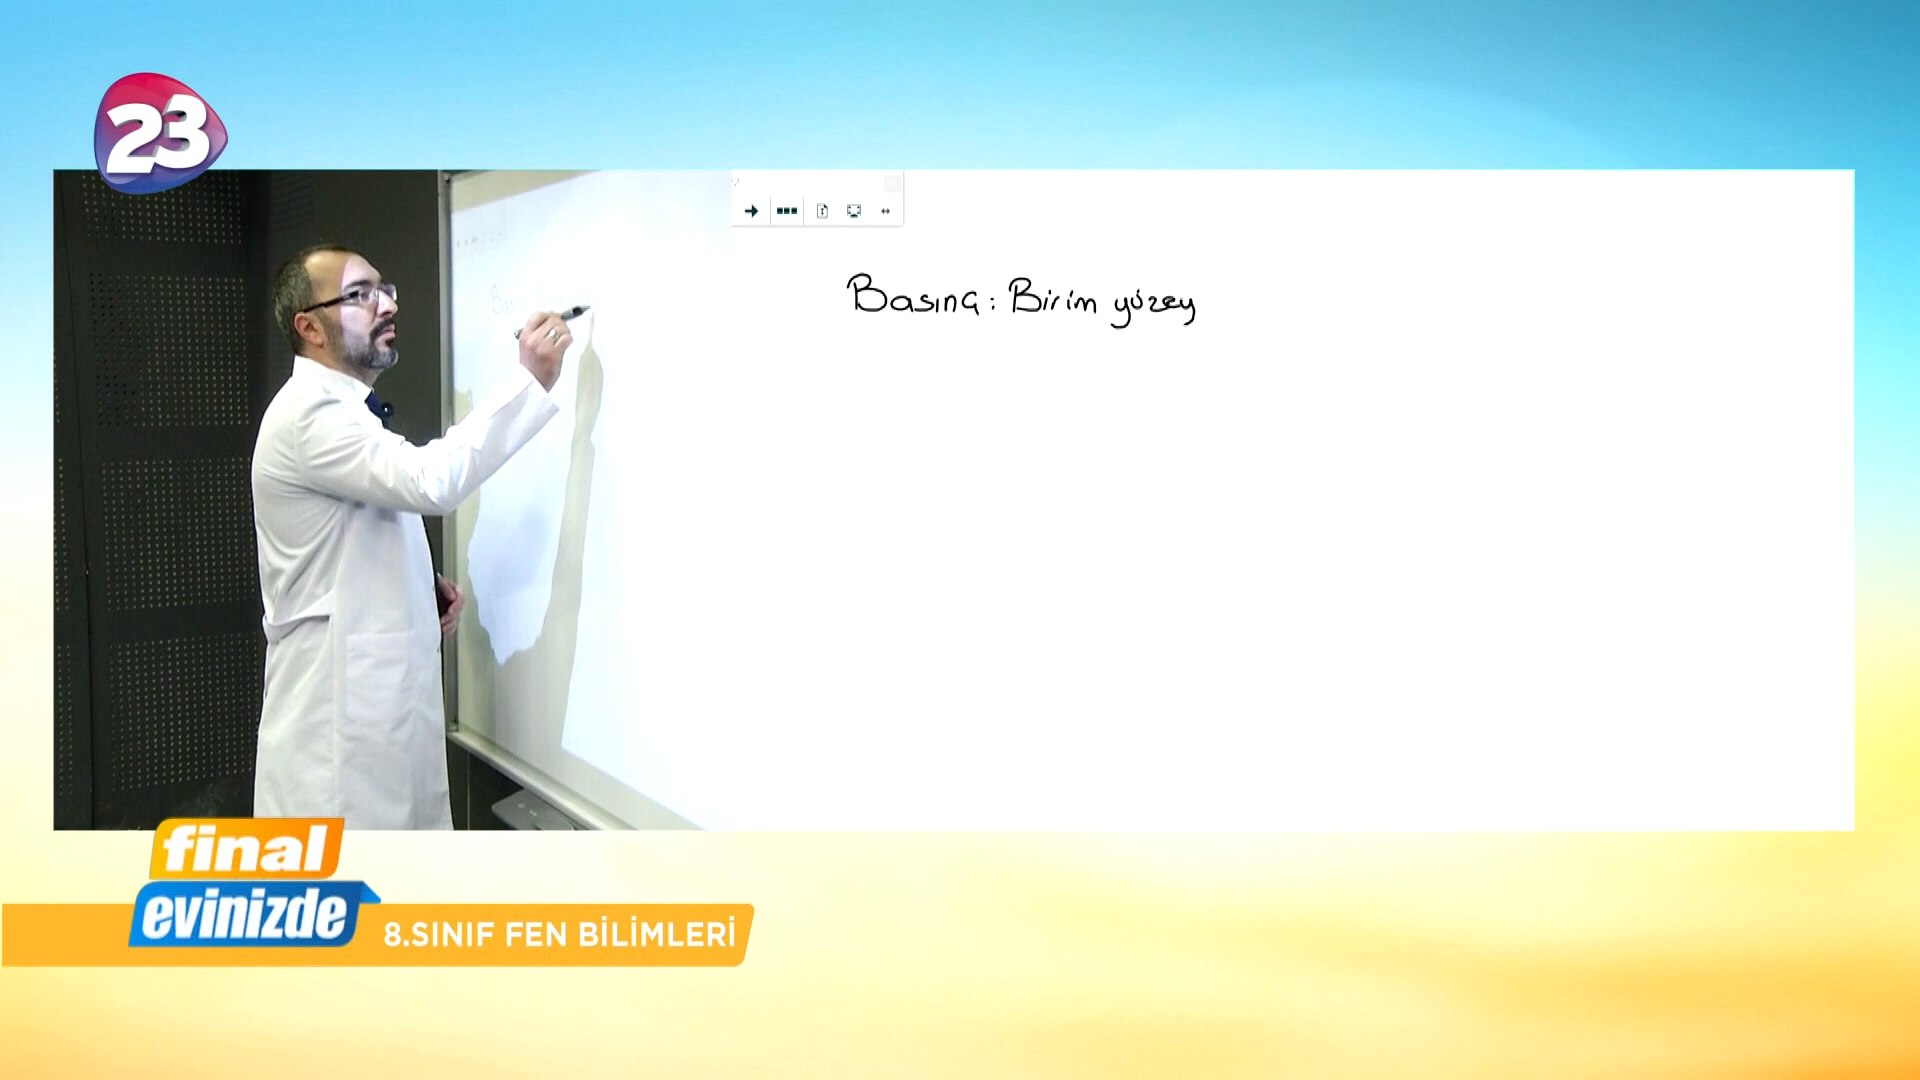 23
Basınç: Birim yüzey
final
evinizde
8.SINIF FEN BİLİMLERİ